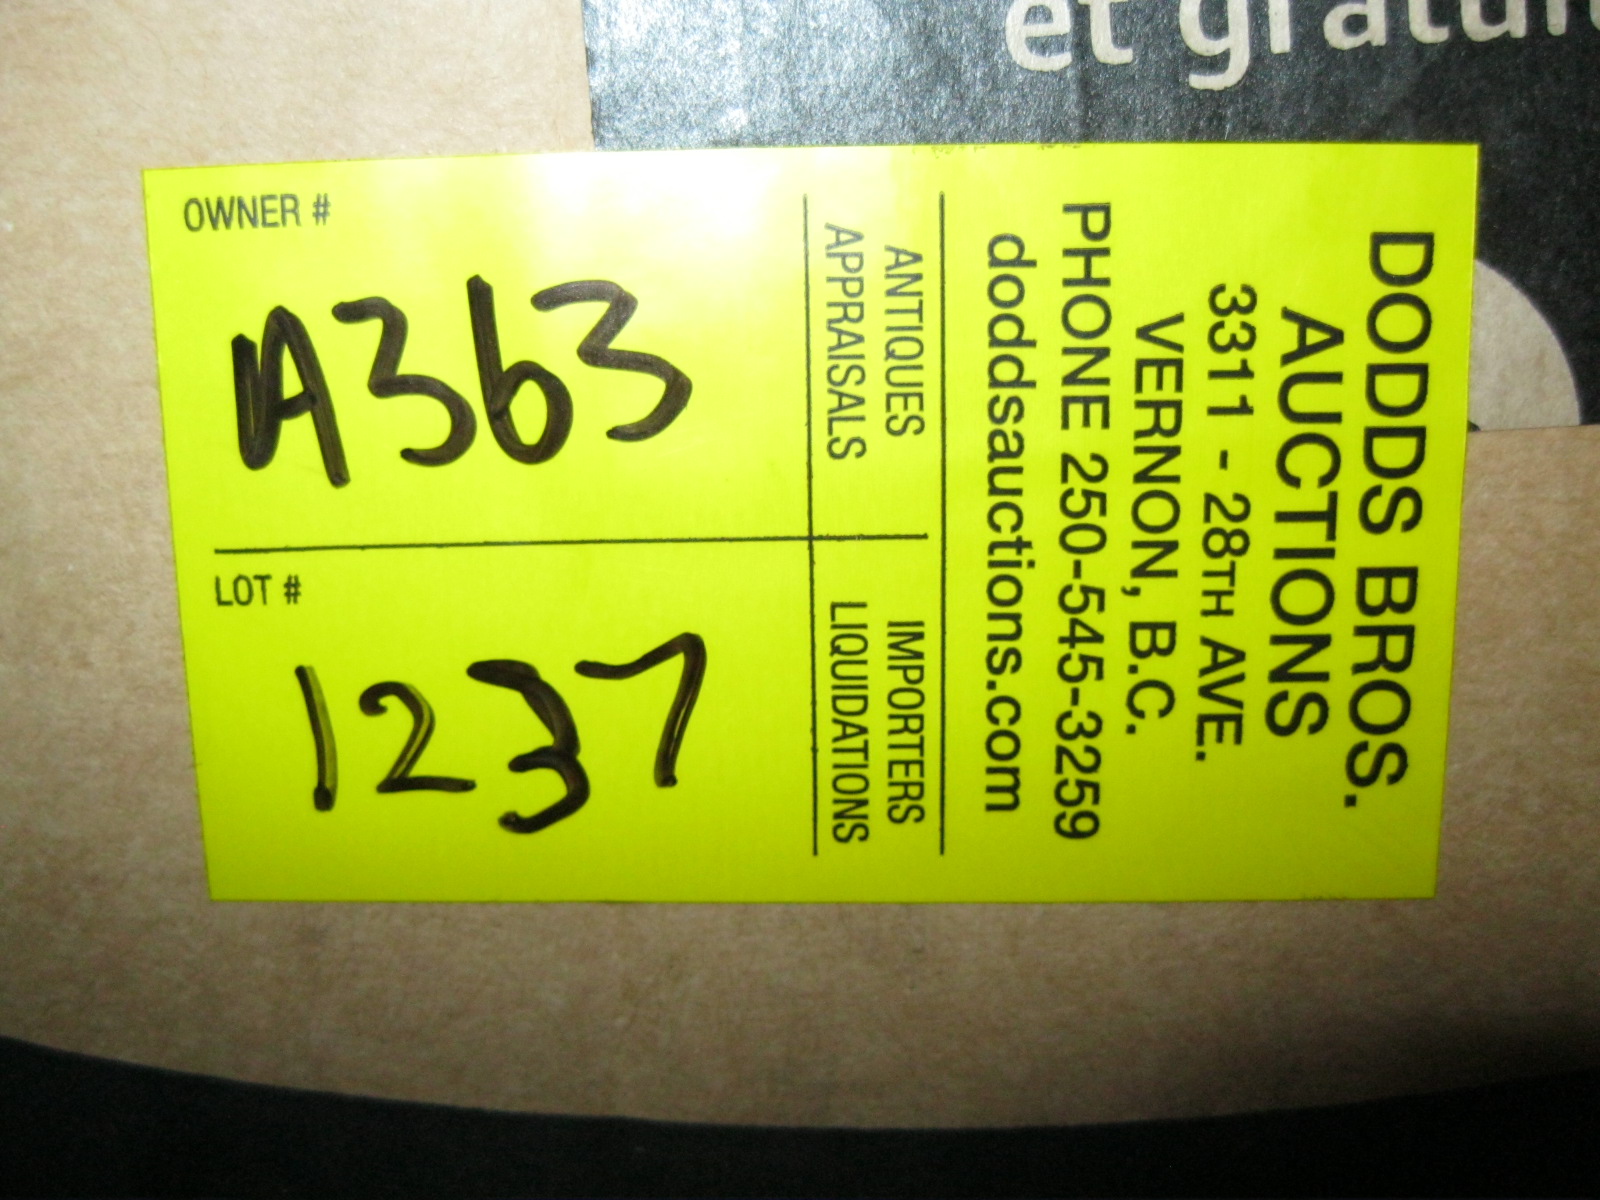 et gratuit
OWNER #
A363
LOT #
1237
ANTIQUES
APPRAISALS
IMPORTERS
LIQUIDATIONS
DODDS BROS.
AUCTIONS
3311 - 28TH AVE.
VERNON, B.C.
PHONE 250-545-3259
doddsauctions.com